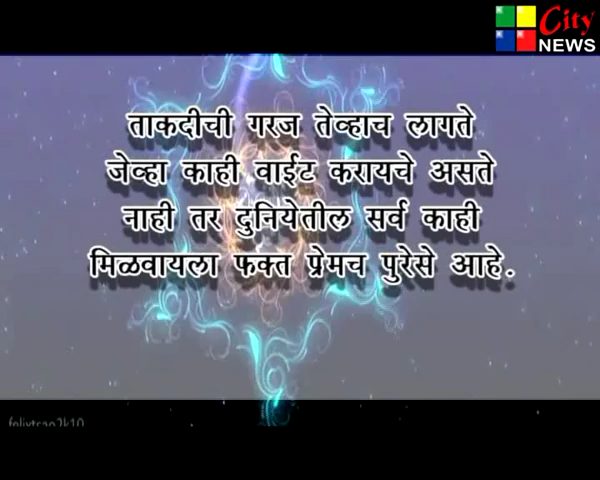 City
NEWS
ताकदीची गरज तेव्हाच लागते
जेव्हा काही वाईट करायचे असते
नाही तर दुनियेतील सर्व काही
मिळवायला फक्त प्रेमच पुरेसे आहे.